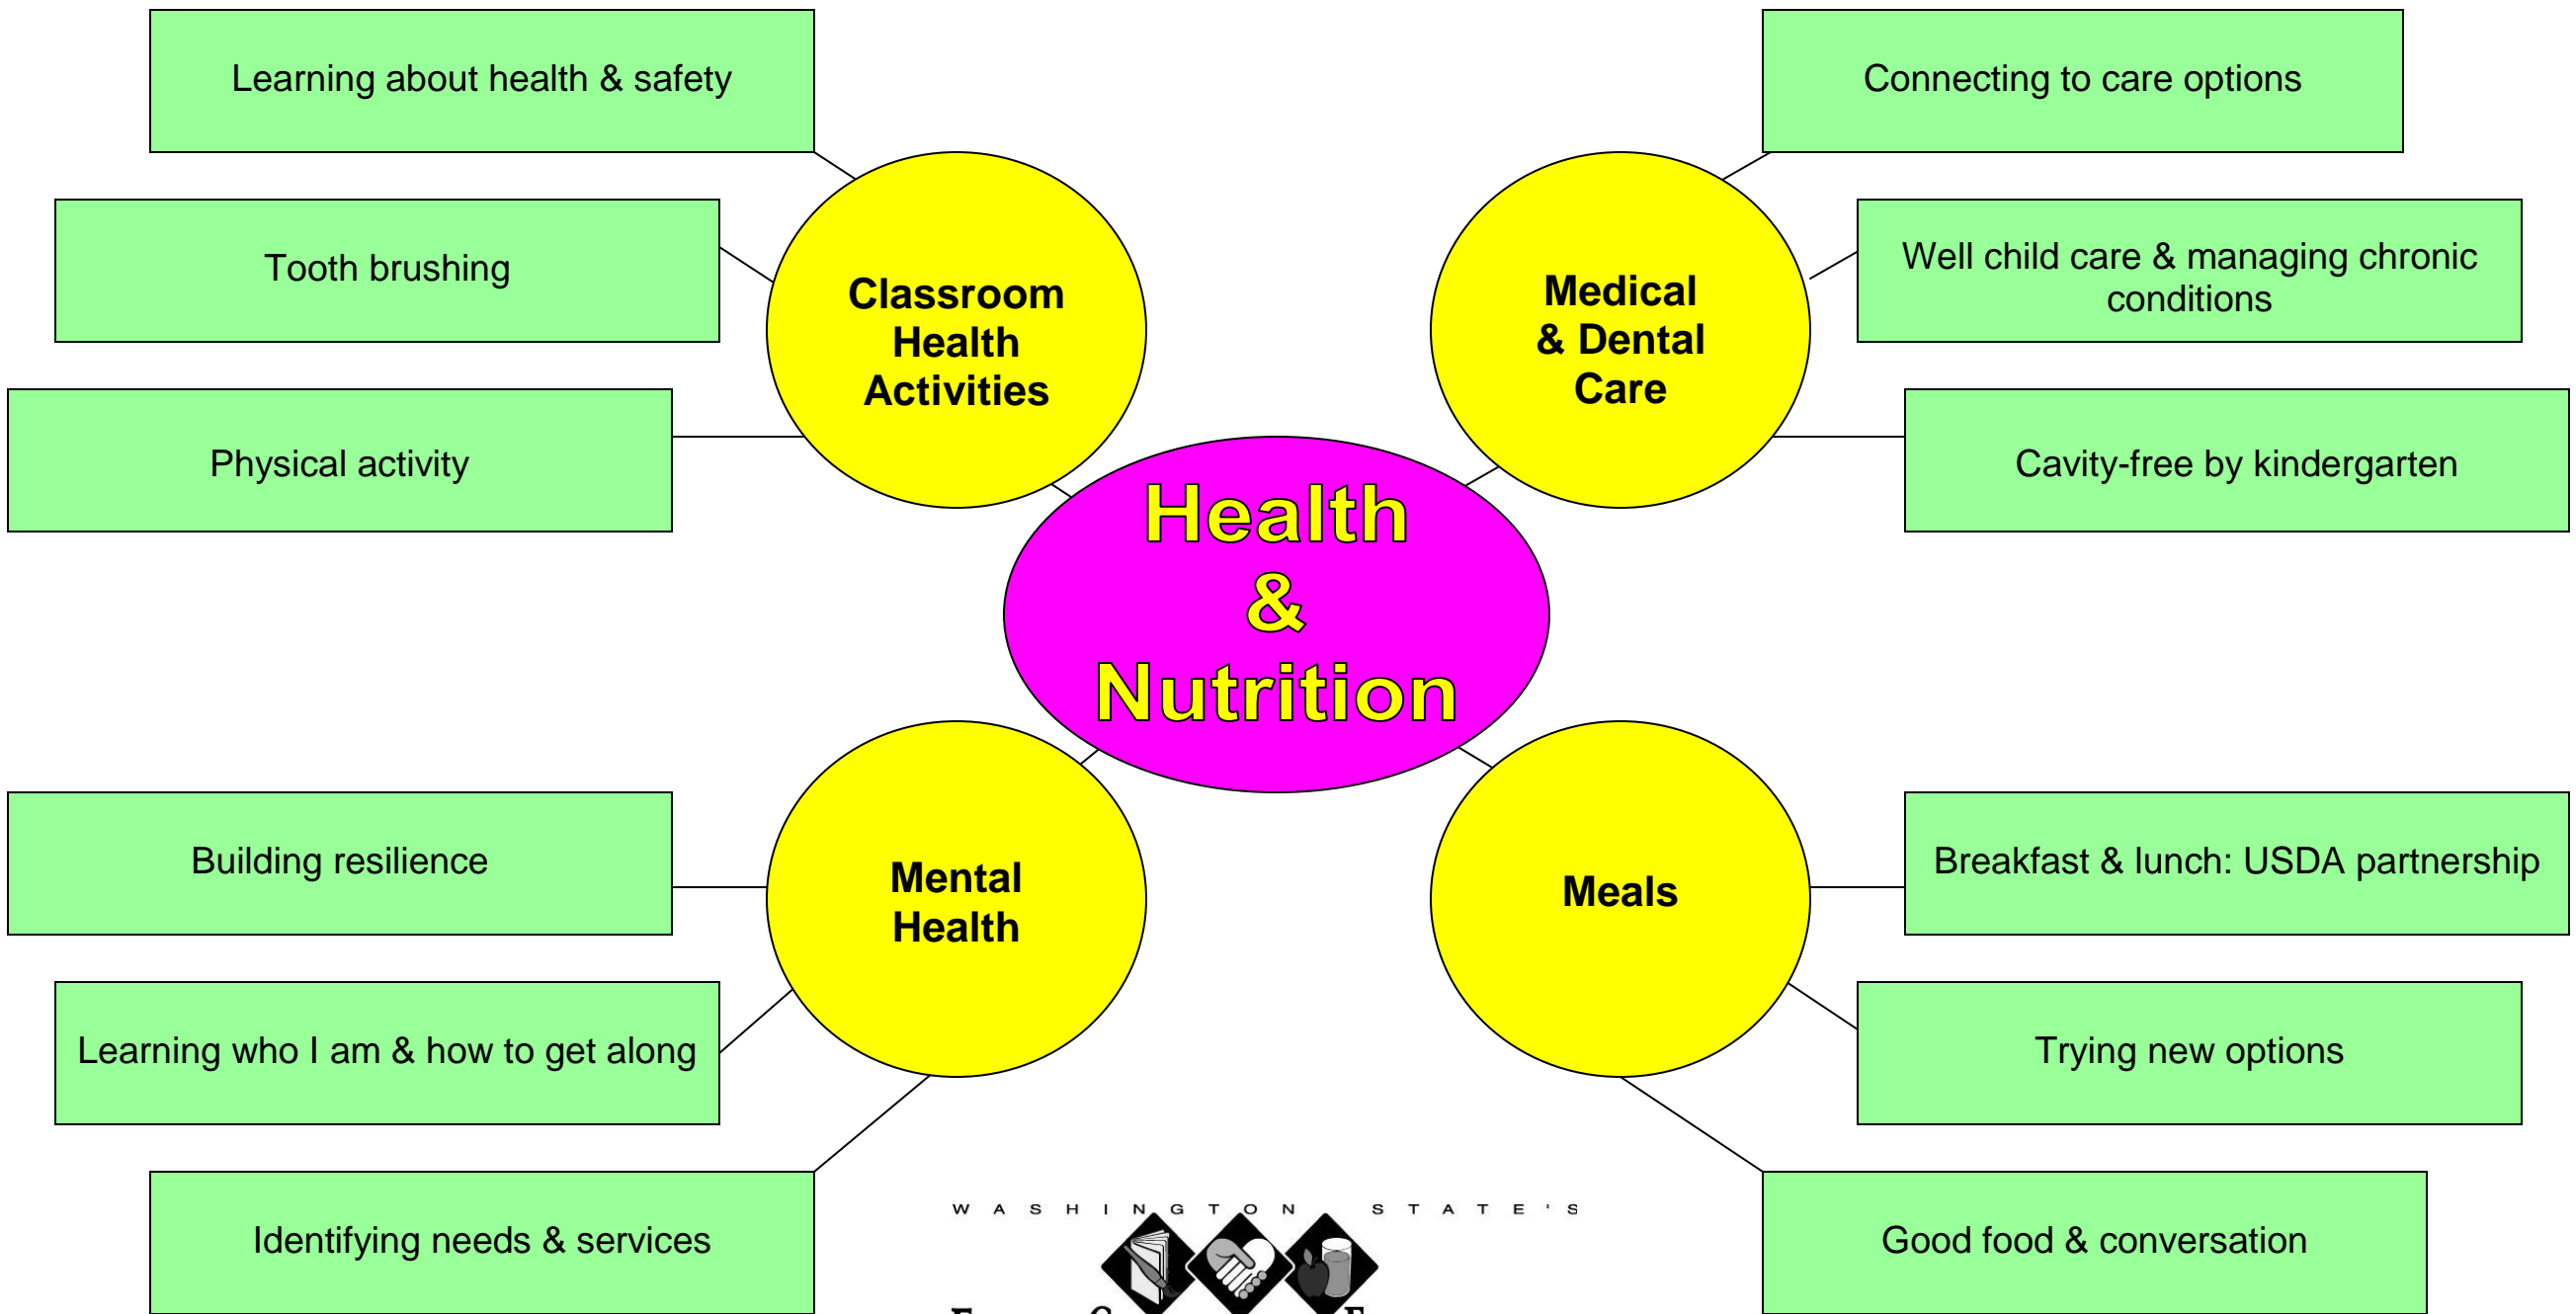 Learning about health & safety
Tooth brushing
Physical activity
Classroom
Health
Activities
Connecting to care options
Well child care & managing chronic
conditions
Cavity-free by kindergarten
Medical
& Dental
Care
Health
&
Nutrition
Building resilience
Learning who I am & how to get along
Identifying needs & services
Mental
Health
Meals
Breakfast & lunch: USDA partnership
Trying new options
Good food & conversation
WASHINGTON STATE'S